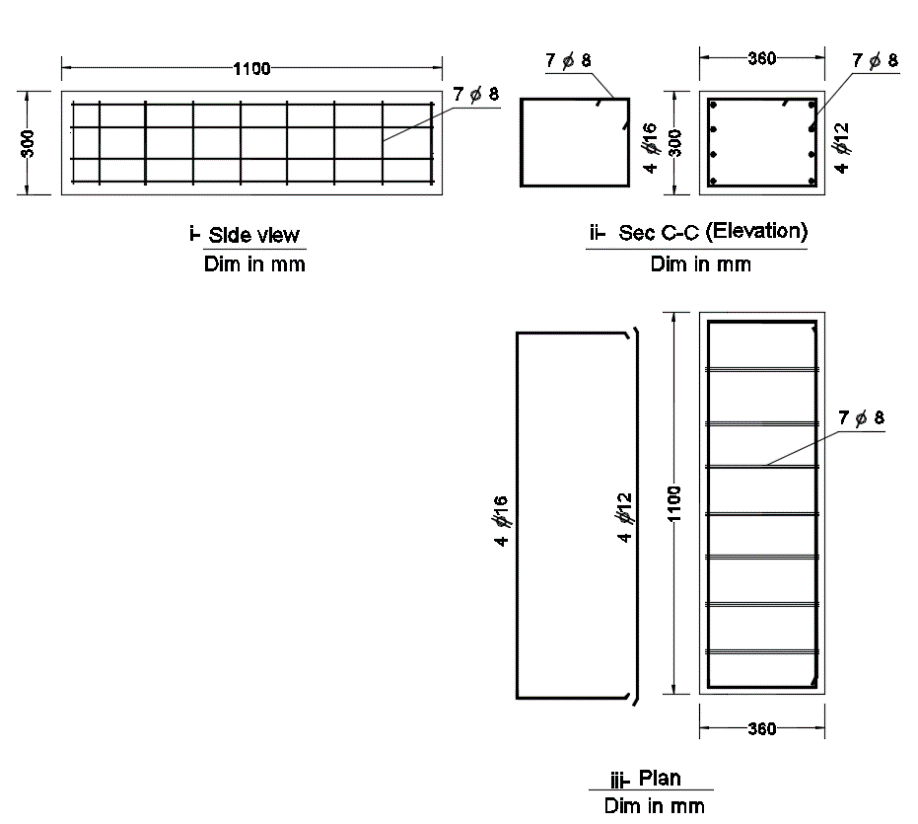 1100
300
7 ϕ 8
i- Side view
Dim in mm
7 ϕ 8
4 ϕ16
360
300
7 ϕ 8
4 ϕ12
ii- Sec C-C (Elevation)
Dim in mm
4 ϕ16
4 ϕ12
1100
7 ϕ 8
360
iii- Plan
Dim in mm